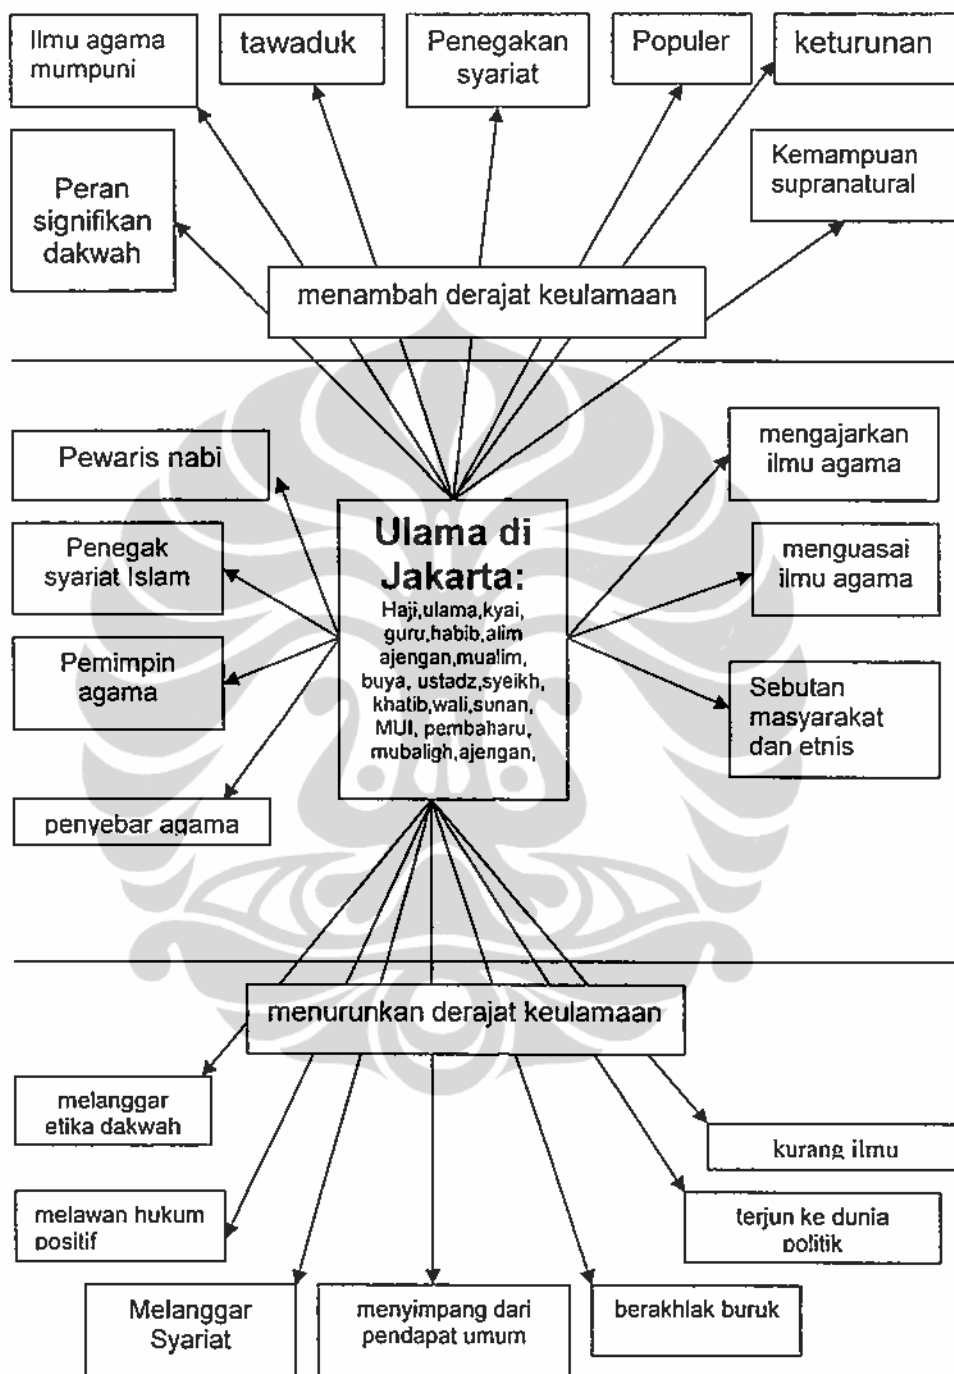 Ilmu agama
mumpuni
tawaduk
Penegakan
syariat
Populer
keturunan
Peran
signifikan
dakwah
Kemampuan
supranatural
menambah derajat keulamaan
Pewaris nabi
mengajarkan
ilmu agama
Penegak
syariat Islam
menguasai
ilmu agama
Pemimpin
agama
Sebutan
masyarakat
dan etnis
penyebar agama
Ulama di
Jakarta:
Haji,ulama,kyai,
guru,habib,alim
ajengan,mualim,
buya, ustadz,syeikh,
khatib,wali,sunan,
MUI, pembaharu,
mubaligh,ajengan,
menurunkan derajat keulamaan
melanggar
etika dakwah
kurang ilmu
melawan hukum
positif
terjun ke dunia
politik
Melanggar
Syariat
menyimpang dari
pendapat umum
berakhlak buruk